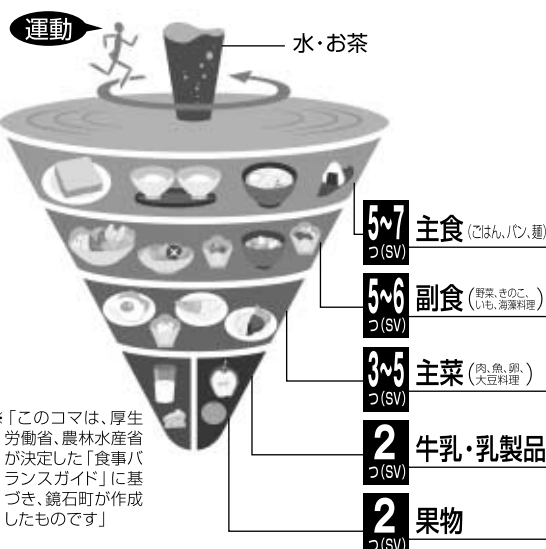 運動
水・お茶
5~7
つ(SV)
主食(ごはん、パン、麺)
5~6
つ(SV)
副食(野菜、きのこ、
いも、海藻料理)
3~5
つ(SV)
主菜(肉、魚、卵、
大豆料理)
2
つ(SV)
牛乳・乳製品
2
つ(SV)
果物
※「このコマは、厚生
労働省、農林水産省
が決定した「食事バ
ランスガイド」に基
づき、鏡石町が作成
したものです」